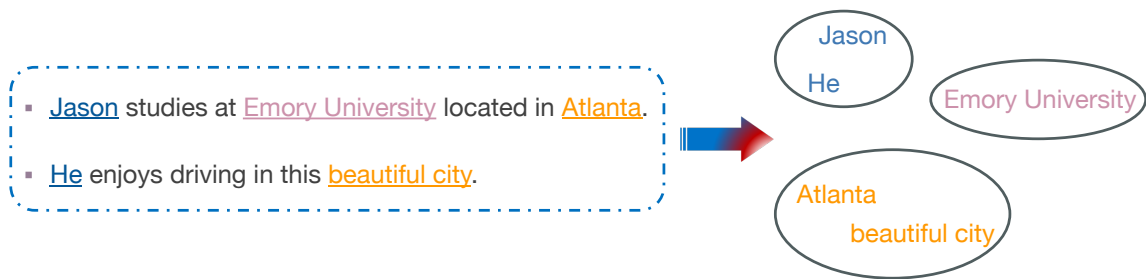 Jason studies at Emory University located in Atlanta.
He enjoys driving in this beautiful city.
Jason
He
Emory University
Atlanta
beautiful city